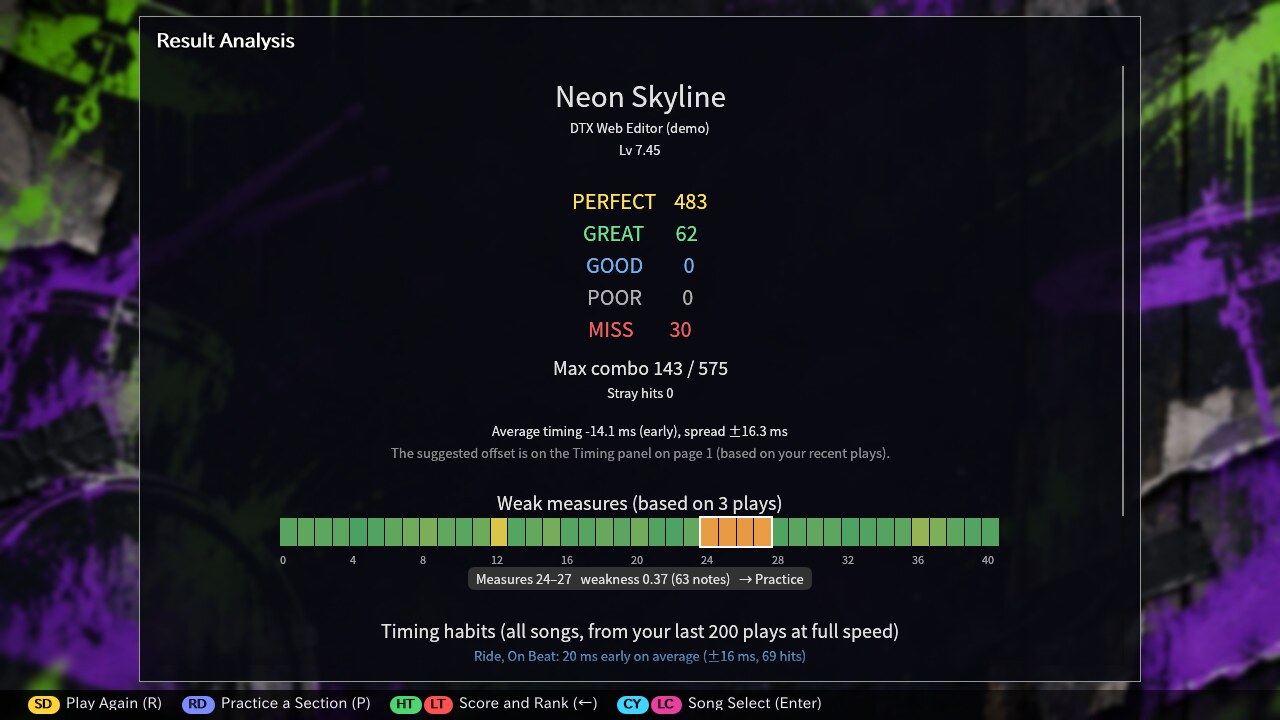 Result Analysis
Neon Skyline
DTX Web Editor (demo)
Lv 7.45
PERFECT 483
GREAT 62
GOOD 0
POOR 0
MISS 30
Max combo 143 / 575
Stray hits 0
Average timing -14.1 ms (early), spread ±16.3 ms
The suggested offset is on the Timing panel on page 1 (based on your recent plays).
Weak measures (based on 3 plays)
0 4 8 12 16 20 24 28 32 36 40
Measures 24–27 weakness 0.37 (63 notes) → Practice
Timing habits (all songs, from your last 200 plays at full speed)
Ride, On Beat: 20 ms early on average (±16 ms, 69 hits)
SD Play Again (R) RD Practice a Section (P) HT LT Score and Rank (←) CY LC Song Select (Enter)